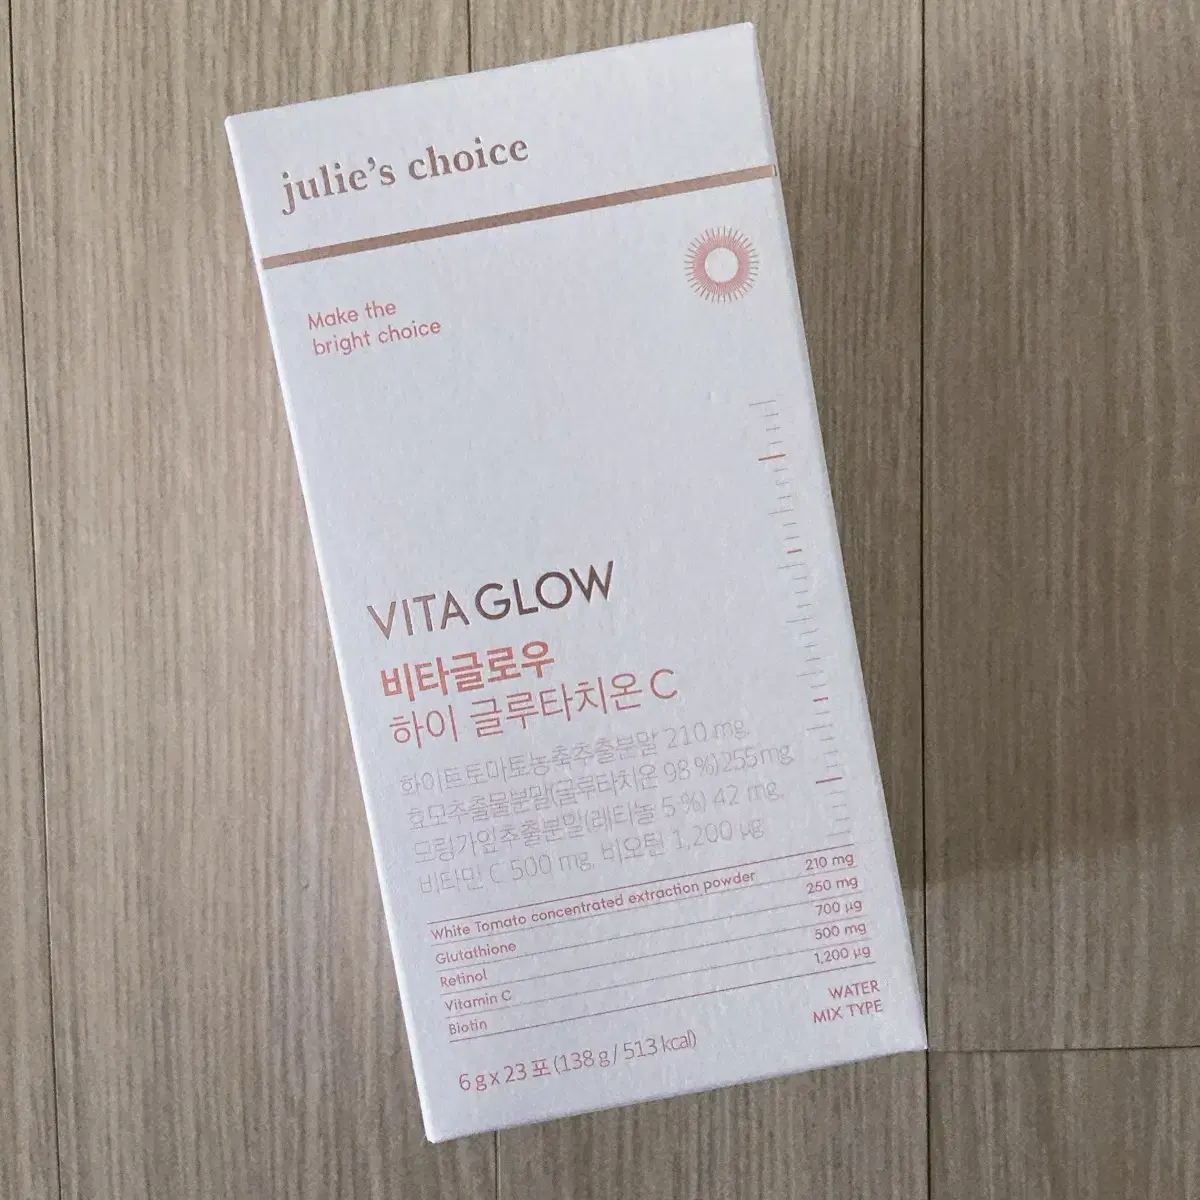 julie's choice
Make the
bright choice
VITA GLOW
비타글로우
하이 글루타치온 C
화이트토마토농축추출분말 210 mg,
효모추출물분말(글루타치온 98 %) 255 mg,
모링가잎추출분말(레티놀 5 %) 42 mg,
비타민 C 500 mg, 비오틴 1,200 μg
White Tomato concentrated extraction powder 210 mg
Glutathione 250 mg
Retinol 700 μg
Vitamin C 500 mg
Biotin 1,200 μg
WATER
MIX TYPE
6 g x 23 포 (138 g / 513 kcal)